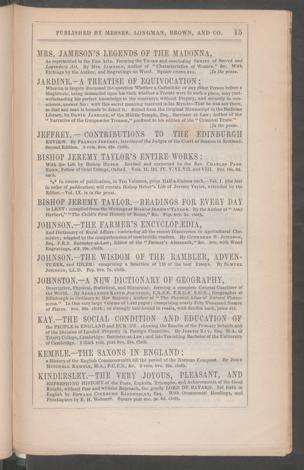 PUBLISHED BY MESSRS. LONGMAN, BROWN, AND CO. 15
MRS. JAMESON'S LEGENDS OF THE MADONNA,
As represented in the Fine Arts. Forming the THIRD and concluding SERIES of Sacred and
Legendary Art. By MRS. JAMESON, Author of "Characteristics of Women," &c. With
Etchings by the Author, and Engravings on Wood. Square crown 8vo. [In the press.
JARDINE.—A TREATISE OF EQUIVOCATION;
Wherein is largely discussed the question Whether a Catholicke or any other Person before a
Magistrate, being demanded upon his Oath whether a Preiste were in such a place, may (not-
withstanding his perfect knowledge to the contrary) without Perjury, and securely in con-
science, answer No: with this secret meaning reserved in his Mynde—That he was not there,
so that any man is bounde to detect it. Edited from the Original Manuscript in the Bodleian
Library, by DAVID JARDINE, of the Middle Temple, Esq., Barrister at Law; Author of the
"Narrative of the Gunpowder Treason," prefixed to his edition of the "Criminal Trials."
[In the press.
JEFFREY.— CONTRIBUTIONS TO THE EDINBURGH
REVIEW. By FRANCIS JEFFREY, late One of the Judges of the Court of Session in Scotland.
Second Edition. 3 vols. 8vo. 42s. cloth.
BISHOP JEREMY TAYLOR'S ENTIRE WORKS:
With the Life by BISHOP HEBER. Revised and corrected by the Rev. CHARLES PAGE
EDEN, Fellow of Oriel College, Oxford. Vols. II. III. IV. V. VI. VII. and VIII. 8vo. 10s. 6d.
each.
*** In course of publication, in Ten Volumes, price Half-a-Guinea each.—Vol. I. (the last
in order of publication) will contain Bishop Heber's Life of Jeremy Taylor, extended by the
Editor.—Vol. IX. is in the press.
BISHOP JEREMY TAYLOR.—READINGS FOR EVERY DAY
in LENT: compiled from the Writings of BISHOP JEREMY TAYLOR. By the Author of "Amy
Herbert," "The Child's First History of Rome," &c. Fcp. 8vo. 5s. cloth.
JOHNSON.—THE FARMER'S ENCYCLOPÆDIA,
And Dictionary of Rural Affairs: embracing all the recent Discoveries in Agricultural Che-
mistry; adapted to the comprehension of unscientific Readers. By CUTHBERT W. JOHNSON,
Esq. F.R.S. Barrister-at-Law; Editor of the "Farmer's Almanack," &c. 8vo. with Wood
Engravings, cloth.
JOHNSON.—THE WISDOM OF THE RAMBLER, ADVEN-
TURER, and IDLER: comprising a Selection of 110 of the best Essays. By SAMUEL
JOHNSON, LL.D. Fcp. 8vo. 7s. cloth.
JOHNSTON.—A NEW DICTIONARY OF GEOGRAPHY,
Descriptive, Physical, Statistical, and Historical: forming a complete General Gazetteer of
the World. By ALEXANDER KEITH JOHNSTON, F.R.S.E. F.R.G.S. F.G.S.; Geographer at
Edinburgh in Ordinary to Her Majesty; Author of "The Physical Atlas of Natural Pheno-
mena." In One very large Volume of 1,440 pages; comprising nearly Fifty Thousand Names
of Places. 8vo. 36s. cloth; or strongly half-bound in russia, with flexible back, price 41s.
KAY.—THE SOCIAL CONDITION AND EDUCATION OF
the PEOPLE in ENGLAND and EUROPE: shewing the Results of the Primary Schools and
of the Division of Landed Property in Foreign Countries. By JOSEPH KAY, Esq. M.A. of
Trinity College, Cambridge; Barrister-at-Law; and late Travelling Bachelor of the University
of Cambridge. 2 thick vols. post 8vo. 21s. cloth.
KEMBLE.—THE SAXONS IN ENGLAND:
a History of the English Commonwealth till the period of the Norman Conquest. By JOHN
MITCHELL KEMBLE, M.A., F.C.P.S., &c. 2 vols. 8vo. 28s. cloth.
KINDERSLEY.—THE VERY JOYOUS, PLEASANT, AND
REFRESHING HISTORY of the Feats, Exploits, Triumphs, and Achievements of the Good
Knight, without Fear and without Reproach, the gentle LORD DE BAYARD. Set forth in
English by EDWARD COCKBURN KINDERSLEY, Esq. With Ornamental Headings, and
Frontispiece by E. H. Wehnert. Square post 8vo. 9s. 6d. cloth.